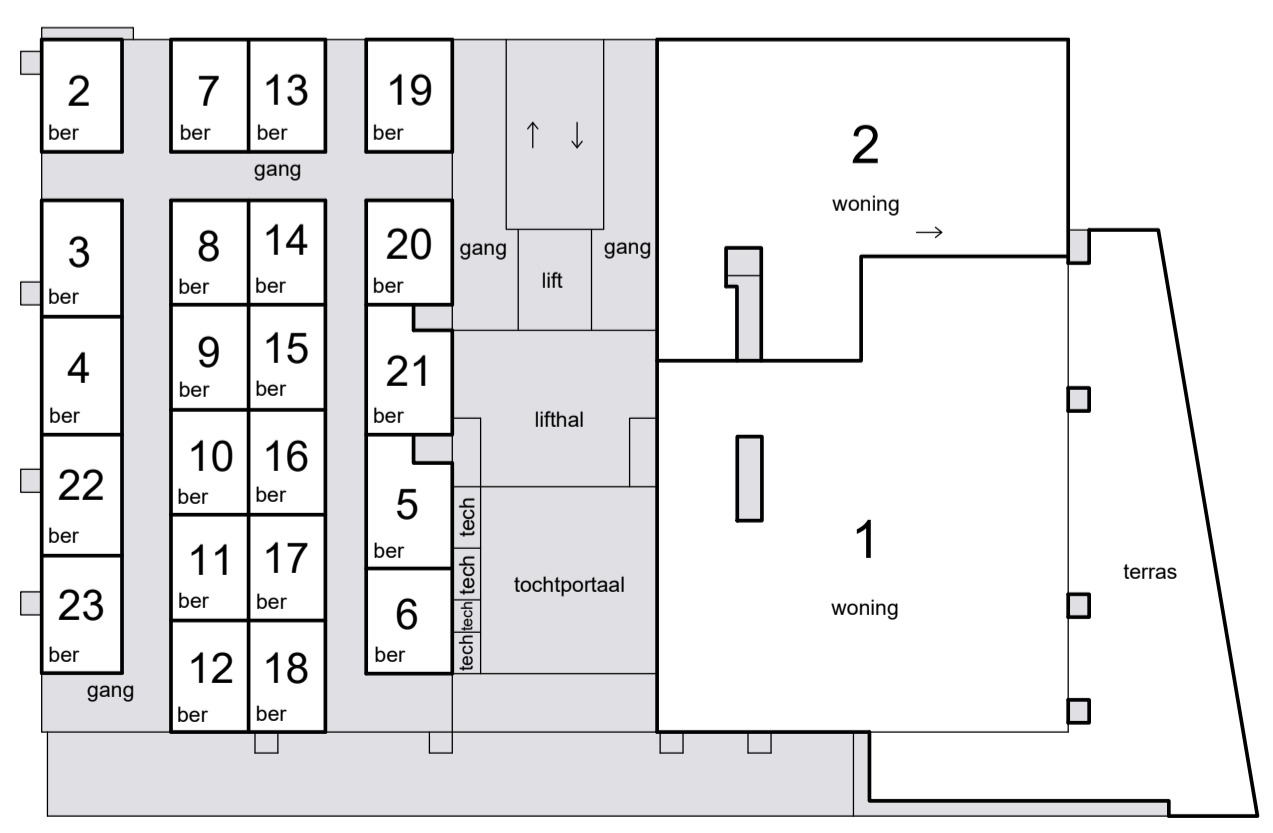 2
ber
7
ber
13
ber
19
ber
gang
2
woning
3
ber
8
ber
14
ber
20
ber
gang
lift
gang
4
ber
9
ber
15
ber
21
ber
lifthal
22
ber
10
ber
16
ber
5
ber
tech
1
woning
23
ber
11
ber
17
ber
6
ber
tech
tech
tech
tochtportaal
terras
12
ber
18
ber
gang